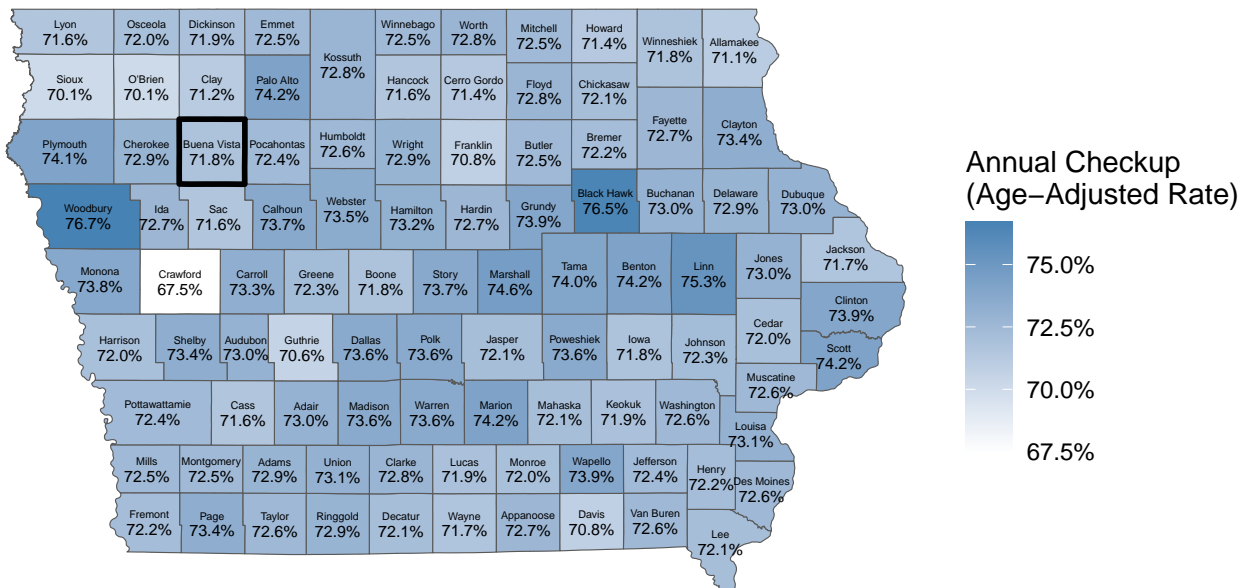 Lyon
71.6%
Osceola
72.0%
Dickinson
71.9%
Emmet
72.5%
Kossuth
72.8%
Winnebago
72.5%
Worth
72.8%
Mitchell
72.5%
Howard
71.4%
Winneshiek
71.8%
Allamakee
71.1%
Sioux
70.1%
O'Brien
70.1%
Clay
71.2%
Palo Alto
74.2%
Hancock
71.6%
Cerro Gordo
71.4%
Floyd
72.8%
Chickasaw
72.1%
Fayette
72.7%
Clayton
73.4%
Plymouth
74.1%
Cherokee
72.9%
Buena Vista
71.8%
Pocahontas
72.4%
Humboldt
72.6%
Wright
72.9%
Franklin
70.8%
Butler
72.5%
Bremer
72.2%
Woodbury
76.7%
Ida
72.7%
Sac
71.6%
Calhoun
73.7%
Webster
73.5%
Hamilton
73.2%
Hardin
72.7%
Grundy
73.9%
Black Hawk
76.5%
Buchanan
73.0%
Delaware
72.9%
Dubuque
73.0%
Monona
73.8%
Crawford
67.5%
Carroll
73.3%
Greene
72.3%
Boone
71.8%
Story
73.7%
Marshall
74.6%
Tama
74.0%
Benton
74.2%
Linn
75.3%
Jones
73.0%
Jackson
71.7%
Clinton
73.9%
Harrison
72.0%
Shelby
73.4%
Audubon
73.0%
Guthrie
70.6%
Dallas
73.6%
Polk
73.6%
Jasper
72.1%
Poweshiek
73.6%
Iowa
71.8%
Johnson
72.3%
Cedar
72.0%
Scott
74.2%
Muscatine
72.6%
Pottawattamie
72.4%
Cass
71.6%
Adair
73.0%
Madison
73.6%
Warren
73.6%
Marion
74.2%
Mahaska
72.1%
Keokuk
71.9%
Washington
72.6%
Louisa
73.1%
Mills
72.5%
Montgomery
72.5%
Adams
72.9%
Union
73.1%
Clarke
72.8%
Lucas
71.9%
Monroe
72.0%
Wapello
73.9%
Jefferson
72.4%
Henry
72.2%
Des Moines
72.6%
Fremont
72.2%
Page
73.4%
Taylor
72.6%
Ringgold
72.9%
Decatur
72.1%
Wayne
71.7%
Appanoose
72.7%
Davis
70.8%
Van Buren
72.6%
Lee
72.1%
Annual Checkup
(Age−Adjusted Rate)
75.0%
72.5%
70.0%
67.5%